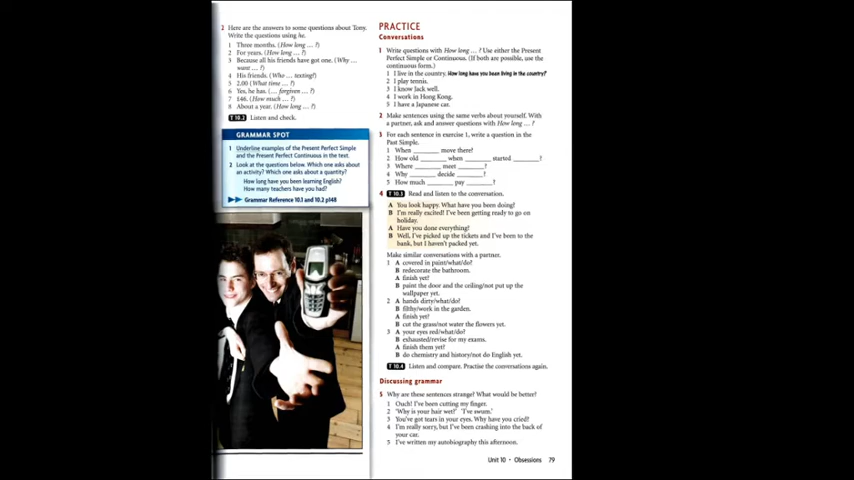 2 Here are the answers to some questions about Tony.
Write the questions using he.
1 Three months. (How long … ?)
2 For years. (How long … ?)
3 Because all his friends have got one. (Why …
want … ?)
4 His friends. (Who … texting?)
5 2.00 (What time … ?)
6 Yes, he has. (… forgiven … ?)
7 £46. (How much … ?)
8 About a year. (How long … ?)
T 10.2 Listen and check.
GRAMMAR SPOT
1 Underline examples of the Present Perfect Simple
and the Present Perfect Continuous in the text.
2 Look at the questions below. Which one asks about
an activity? Which one asks about a quantity?
How long have you been learning English?
How many teachers have you had?
Grammar Reference 10.1 and 10.2 p148
PRACTICE
Conversations
1 Write questions with How long … ? Use either the Present
Perfect Simple or Continuous. (If both are possible, use the
continuous form.)
1 I live in the country. How long have you been living in the country?
2 I play tennis.
3 I know Jack well.
4 I work in Hong Kong.
5 I have a Japanese car.
2 Make sentences using the same verbs about yourself. With
a partner, ask and answer questions with How long … ?
3 For each sentence in exercise 1, write a question in the
Past Simple.
1 When ______ move there?
2 How old ______ when ______ started ______?
3 Where ______ meet ______?
4 Why ______ decide ______?
5 How much ______ pay ______?
4 T 10.3 Read and listen to the conversation.
A You look happy. What have you been doing?
B I'm really excited! I've been getting ready to go on
holiday.
A Have you done everything?
B Well, I've picked up the tickets and I've been to the
bank, but I haven't packed yet.
Make similar conversations with a partner.
1 A covered in paint/what/do?
B redecorate the bathroom.
A finish yet?
B paint the door and the ceiling/not put up the
wallpaper yet.
2 A hands dirty/what/do?
B filthy/work in the garden.
A finish yet?
B cut the grass/not water the flowers yet.
3 A your eyes red/what/do?
B exhausted/revise for my exams.
A finish them yet?
B do chemistry and history/not do English yet.
T 10.4 Listen and compare. Practise the conversations again.
Discussing grammar
5 Why are these sentences strange? What would be better?
1 Ouch! I've been cutting my finger.
2 'Why is your hair wet?' 'I've swum.'
3 You've got tears in your eyes. Why have you cried?
4 I'm really sorry, but I've been crashing into the back of
your car.
5 I've written my autobiography this afternoon.
Unit 10 • Obsessions 79